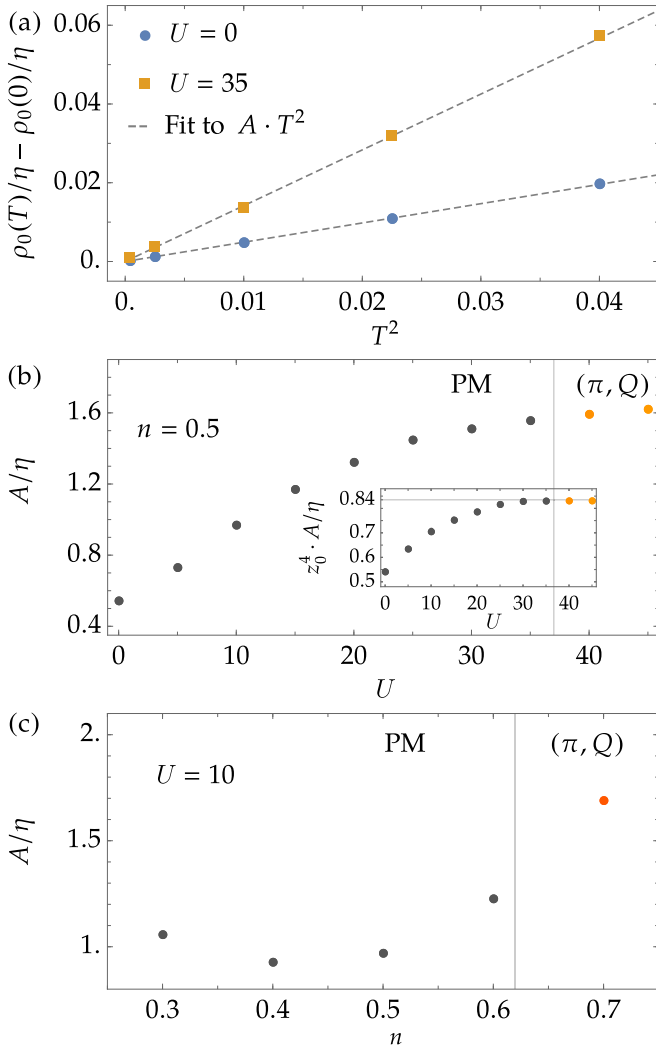 (a)
ρ₀(T)/η − ρ₀(0)/η
0.06
0.04
0.02
0.
U = 0
U = 35
Fit to A · T²
0. 0.01 0.02 0.03 0.04
T²
(b)
A/η
1.6
1.2
0.8
0.4
PM (π, Q)
n = 0.5
z₀⁴ · A/η
0.84
0.7
0.6
0.5
0 10 20 30 40
U
0 10 20 30 40
U
(c)
A/η
2.
1.5
1.
PM (π, Q)
U = 10
0.3 0.4 0.5 0.6 0.7
n